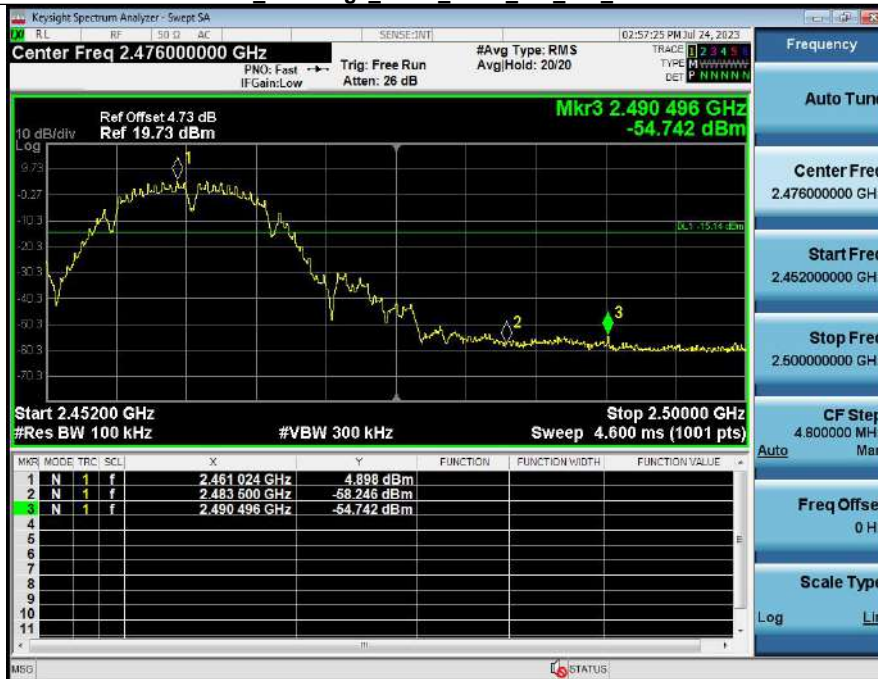 Keysight Spectrum Analyzer - Swept SA
RL RF 50 Ω AC SENSE:INT 02:57:25 PM Jul 24, 2023
Center Freq 2.476000000 GHz
PNO: Fast
IFGain:Low
Trig: Free Run
Atten: 26 dB
#Avg Type: RMS
Avg|Hold: 20/20
TRACE 1 2 3 4 5 6
TYPE M WWWWW
DET P N N N N N
Mkr3 2.490 496 GHz
-54.742 dBm
Ref Offset 4.73 dB
10 dB/div Ref 19.73 dBm
Log
9.73
-0.27
-10.3
-20.3
-30.3
-40.3
-50.3
-60.3
-70.3
1
DL1 -15.14 dBm
2
3
Start 2.45200 GHz Stop 2.50000 GHz
#Res BW 100 kHz #VBW 300 kHz Sweep 4.600 ms (1001 pts)
MKR MODE TRC SCL X Y FUNCTION FUNCTION WIDTH FUNCTION VALUE
1 N 1 f 2.461 024 GHz 4.898 dBm
2 N 1 f 2.483 500 GHz -58.246 dBm
3 N 1 f 2.490 496 GHz -54.742 dBm
4
5
6
7
8
9
10
11
MSG STATUS
Frequency
Auto Tune
Center Freq
2.476000000 GH
Start Freq
2.452000000 GH
Stop Freq
2.500000000 GH
CF Step
4.800000 MH
Auto Man
Freq Offse
0 H
Scale Type
Log Lin